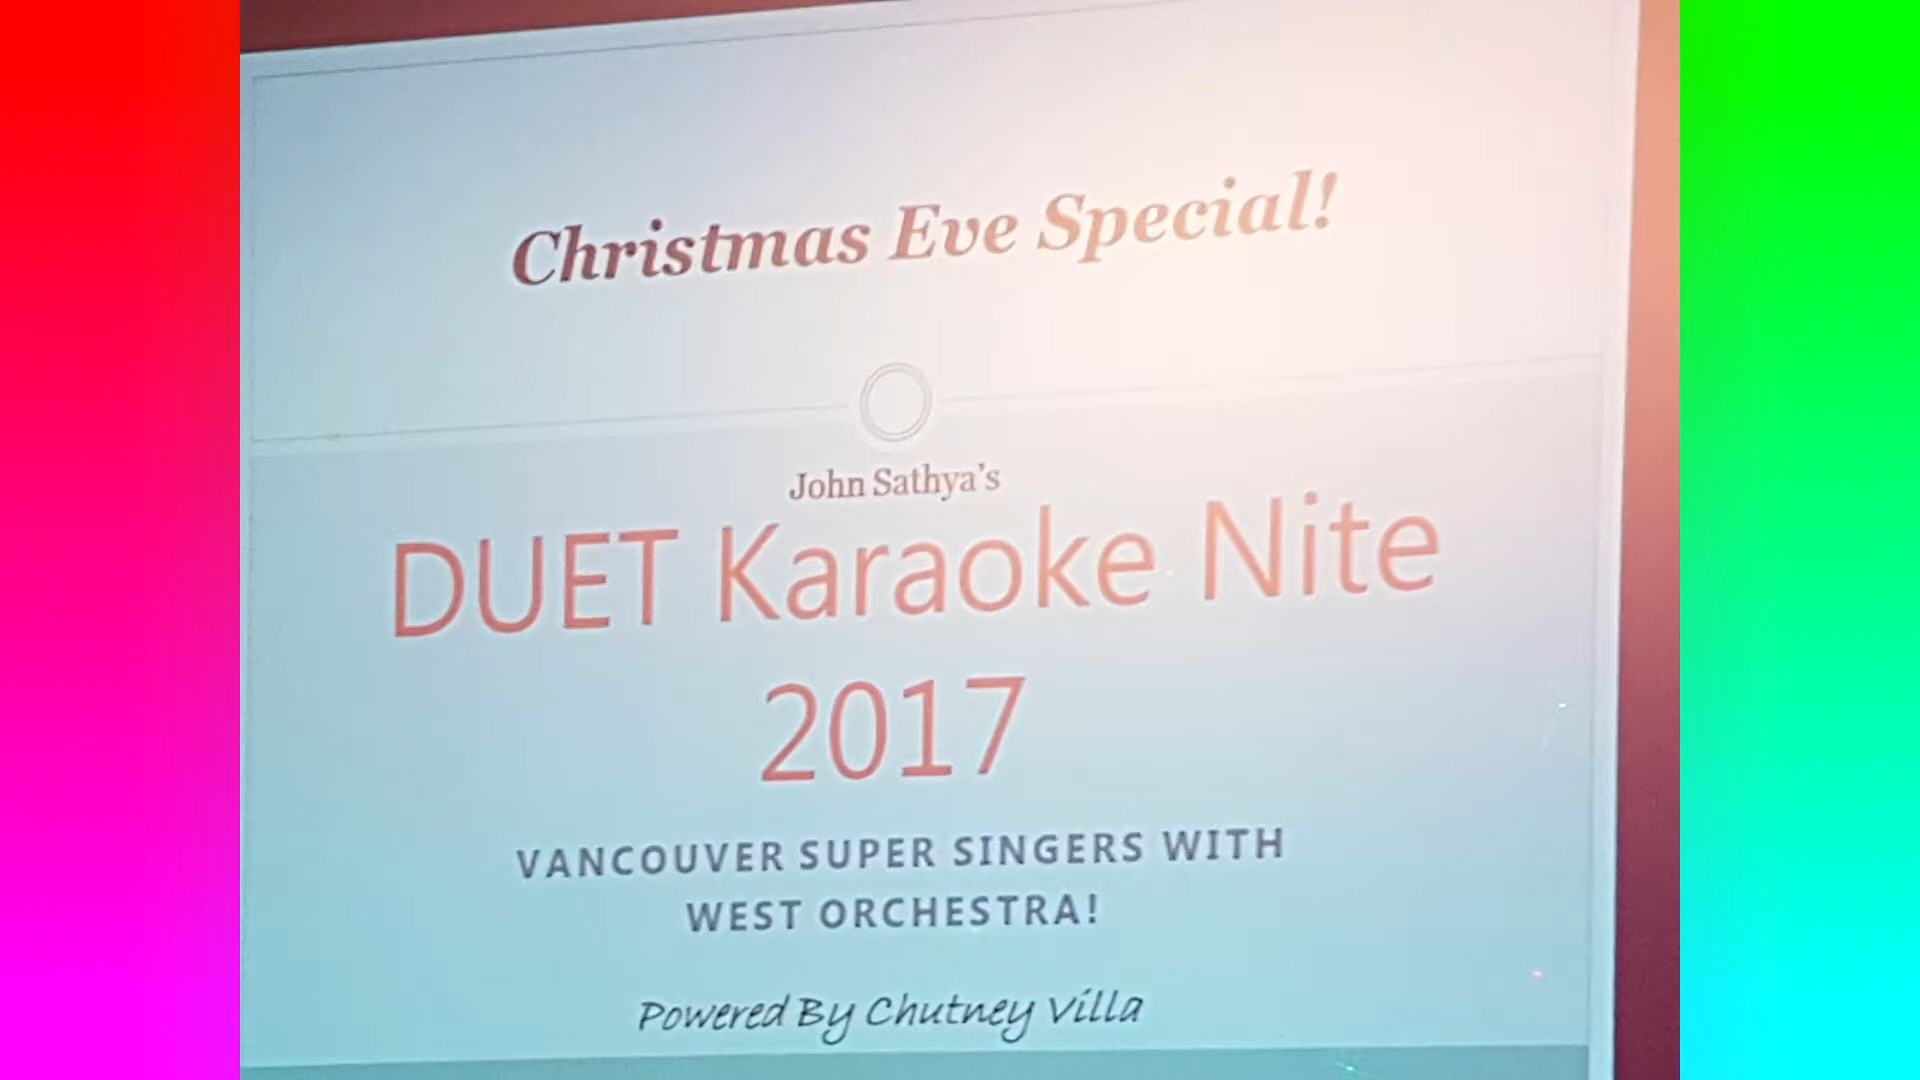 Christmas Eve Special!
John Sathya's
DUET Karaoke Nite
2017
VANCOUVER SUPER SINGERS WITH
WEST ORCHESTRA!
Powered By Chutney Villa